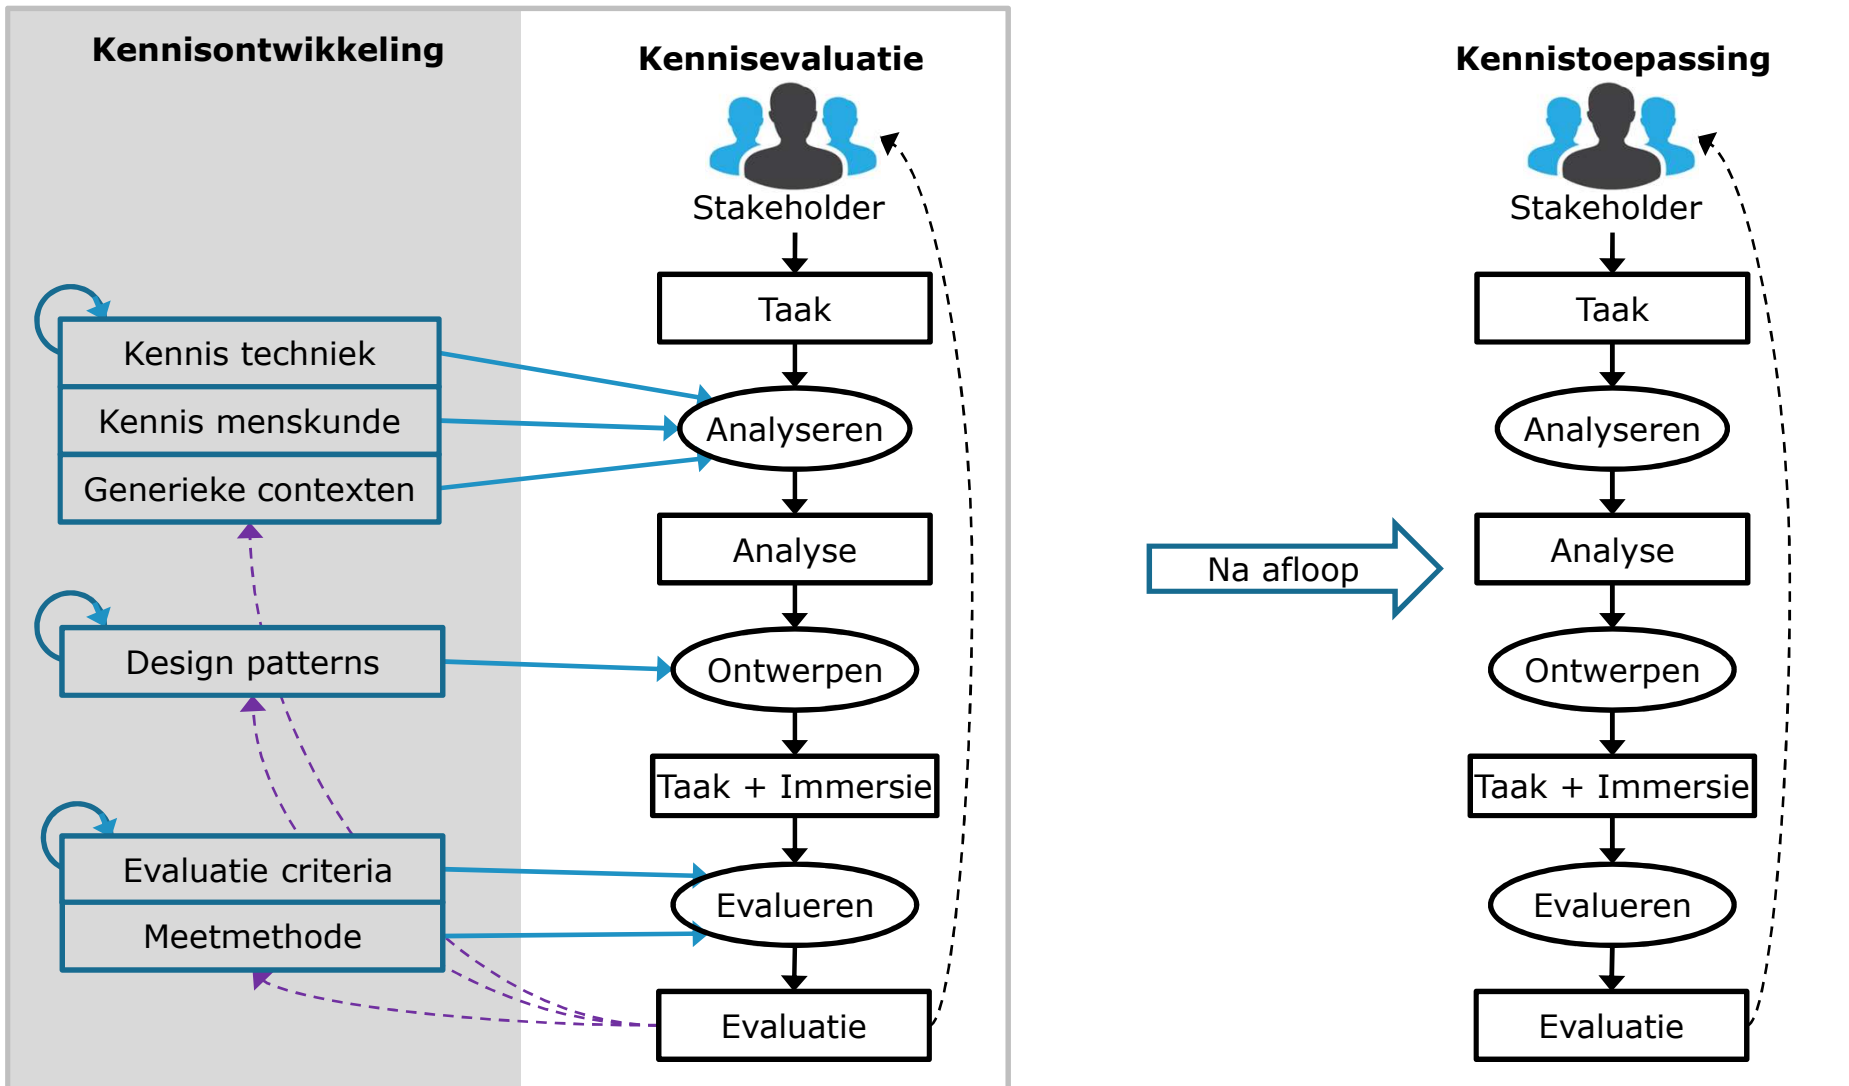 Kennisontwikkeling
Kennis techniek
Kennis menskunde
Generieke contexten
Design patterns
Evaluatie criteria
Meetmethode
Kennisevaluatie
Stakeholder
Taak
Analyseren
Analyse
Ontwerpen
Taak + Immersie
Evalueren
Evaluatie
Na afloop
Kennistoepassing
Stakeholder
Taak
Analyseren
Analyse
Ontwerpen
Taak + Immersie
Evalueren
Evaluatie